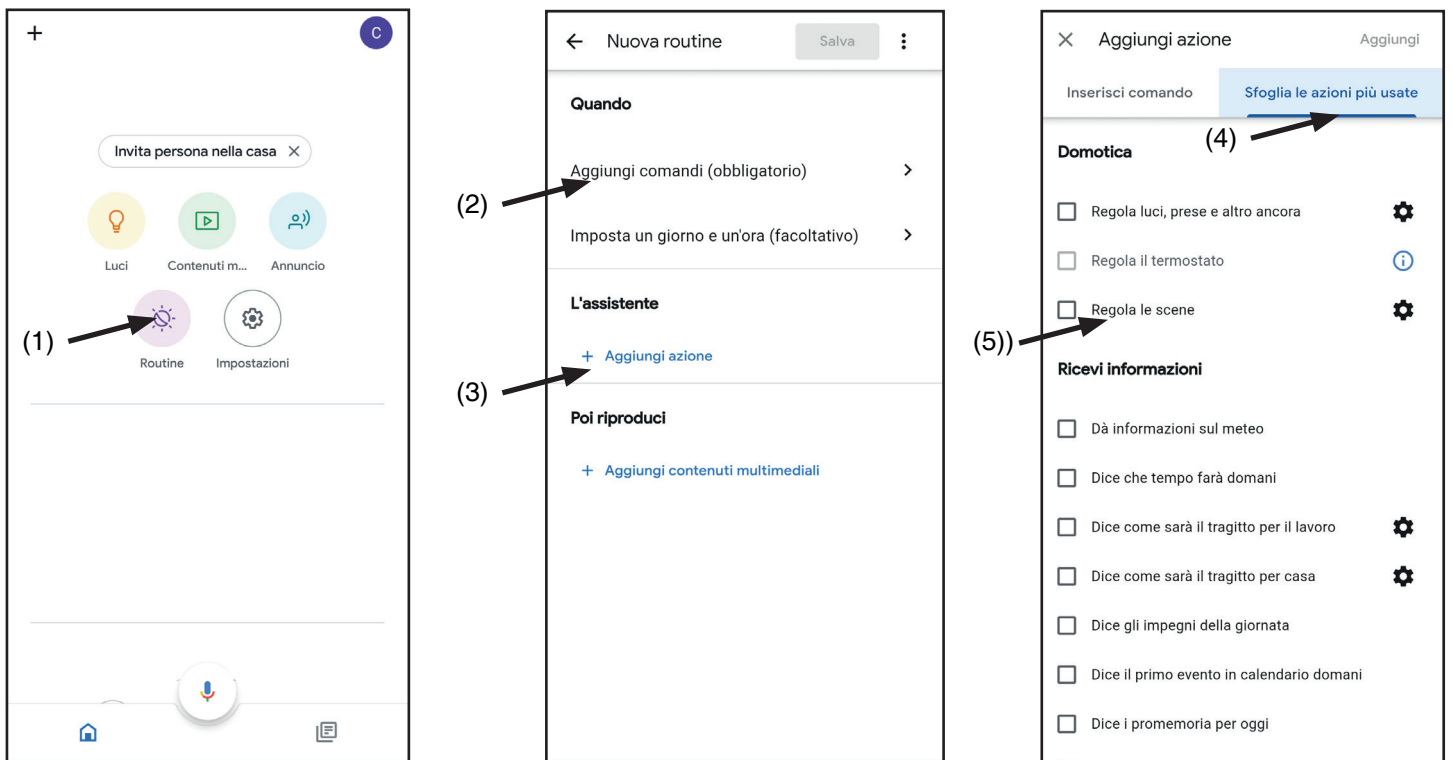 +
C
Invita persona nella casa ×
Luci
Contenuti m...
Annuncio
(1)
Routine
Impostazioni
Nuova routine
Salva
Quando
(2)
Aggiungi comandi (obbligatorio)
Imposta un giorno e un'ora (facoltativo)
L'assistente
+ Aggiungi azione
(3)
Poi riproduci
+ Aggiungi contenuti multimediali
Aggiungi azione
Aggiungi
Inserisci comando
Sfoglia le azioni più usate
(4)
Domotica
Regola luci, prese e altro ancora
Regola il termostato
Regola le scene
(5))
Ricevi informazioni
Dà informazioni sul meteo
Dice che tempo farà domani
Dice come sarà il tragitto per il lavoro
Dice come sarà il tragitto per casa
Dice gli impegni della giornata
Dice il primo evento in calendario domani
Dice i promemoria per oggi